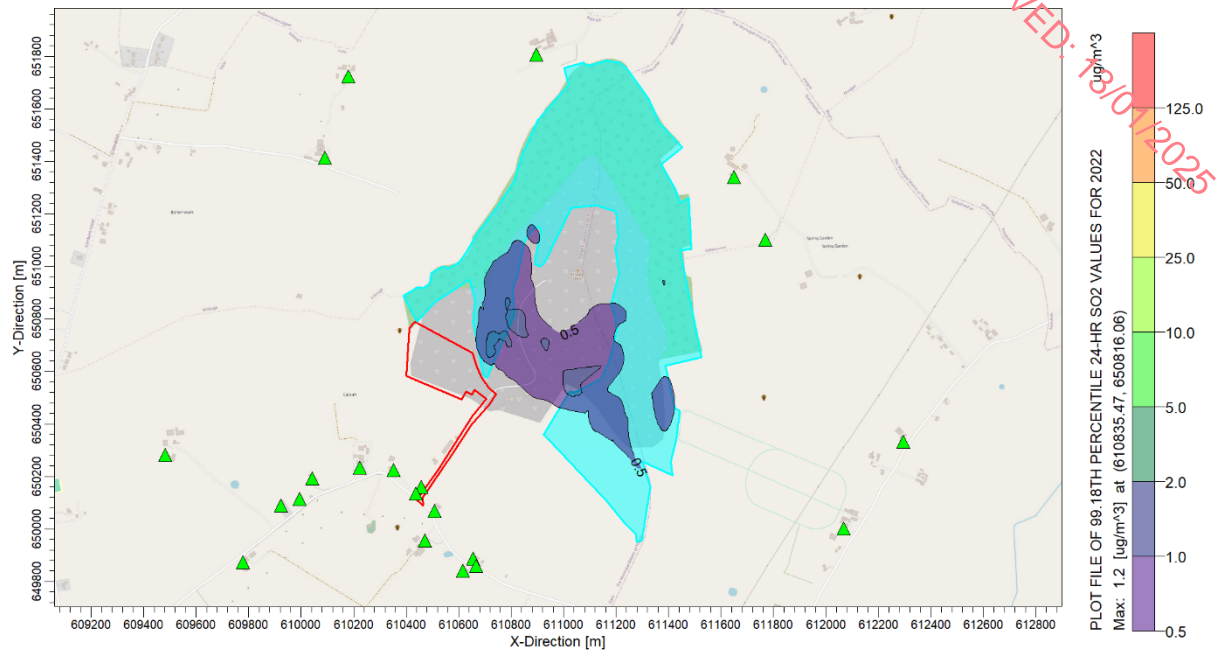 VED: 13/01/2025
PLOT FILE OF 99.18TH PERCENTILE 24-HR SO2 VALUES FOR 2022
ug/m^3
Max: 1.2 [ug/m^3] at (610835.47, 650816.06)
125.0
50.0
25.0
10.0
5.0
2.0
1.0
0.5
Y-Direction [m]
651800
651600
651400
651200
651000
650800
650600
650400
650200
650000
649800
0.5
0.5
Spring Garden
Spring Garden
609200 609400 609600 609800 610000 610200 610400 610600 610800 611000 611200 611400 611600 611800 612000 612200 612400 612600 612800
X-Direction [m]